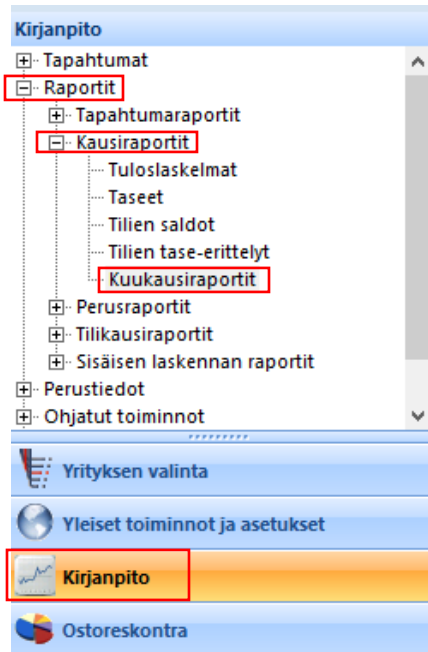 Kirjanpito
Tapahtumat
Raportit
Tapahtumaraportit
Kausiraportit
Tuloslaskelmat
Taseet
Tilien saldot
Tilien tase-erittelyt
Kuukausiraportit
Perusraportit
Tilikausiraportit
Sisäisen laskennan raportit
Perustiedot
Ohjatut toiminnot
Yrityksen valinta
Yleiset toiminnot ja asetukset
Kirjanpito
Ostoreskontra